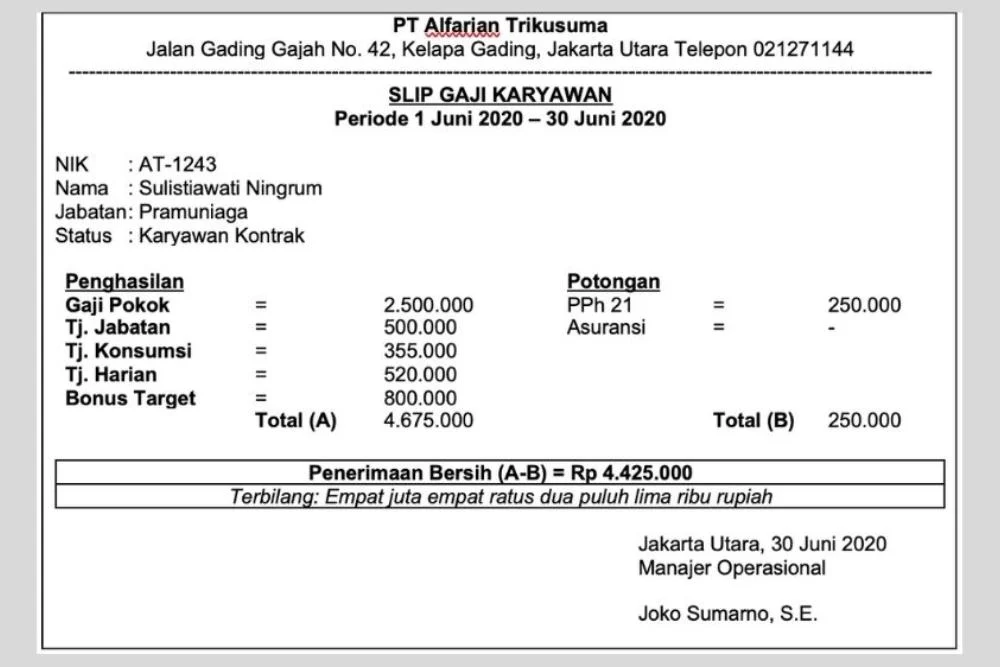 PT Alfarian Trikusuma
Jalan Gading Gajah No. 42, Kelapa Gading, Jakarta Utara Telepon 021271144
SLIP GAJI KARYAWAN
Periode 1 Juni 2020 – 30 Juni 2020
NIK : AT-1243
Nama : Sulistiawati Ningrum
Jabatan: Pramuniaga
Status : Karyawan Kontrak
Penghasilan Potongan
Gaji Pokok = 2.500.000 PPh 21 = 250.000
Tj. Jabatan = 500.000 Asuransi = -
Tj. Konsumsi = 355.000
Tj. Harian = 520.000
Bonus Target = 800.000
Total (A) 4.675.000 Total (B) 250.000
Penerimaan Bersih (A-B) = Rp 4.425.000
Terbilang: Empat juta empat ratus dua puluh lima ribu rupiah
Jakarta Utara, 30 Juni 2020
Manajer Operasional
Joko Sumarno, S.E.